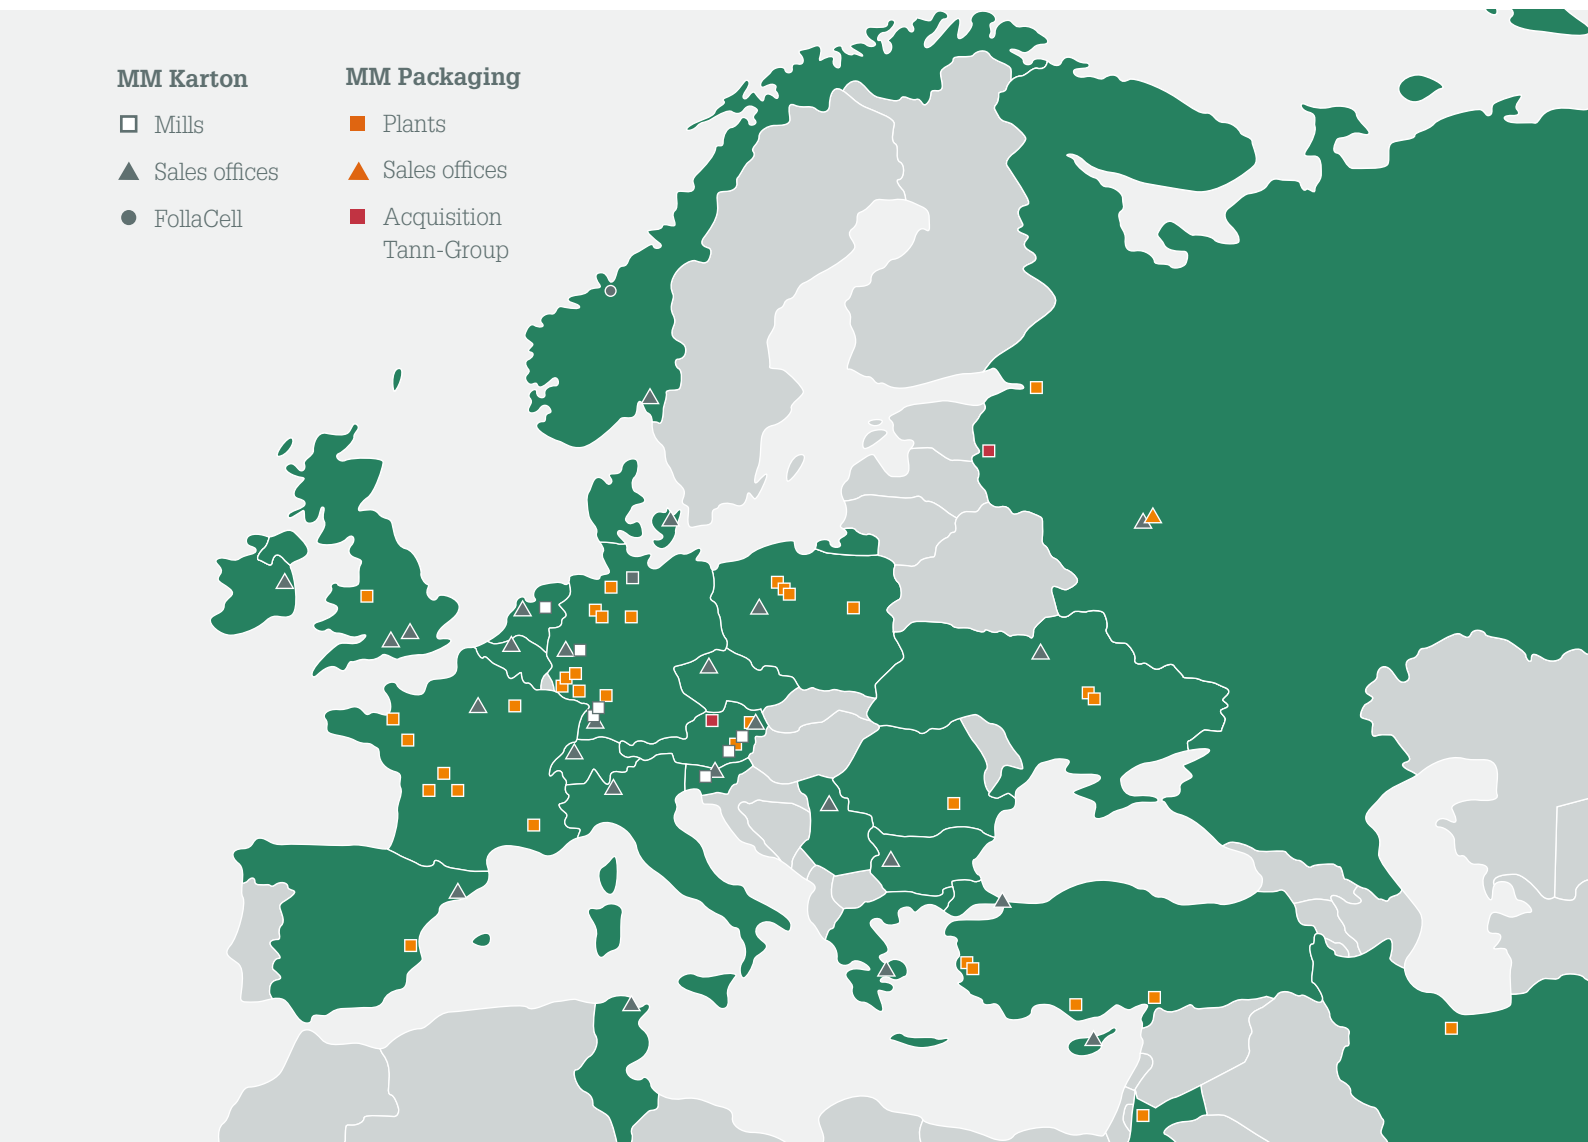 MM Karton
Mills
Sales offices
FollaCell
MM Packaging
Plants
Sales offices
Acquisition
Tann-Group